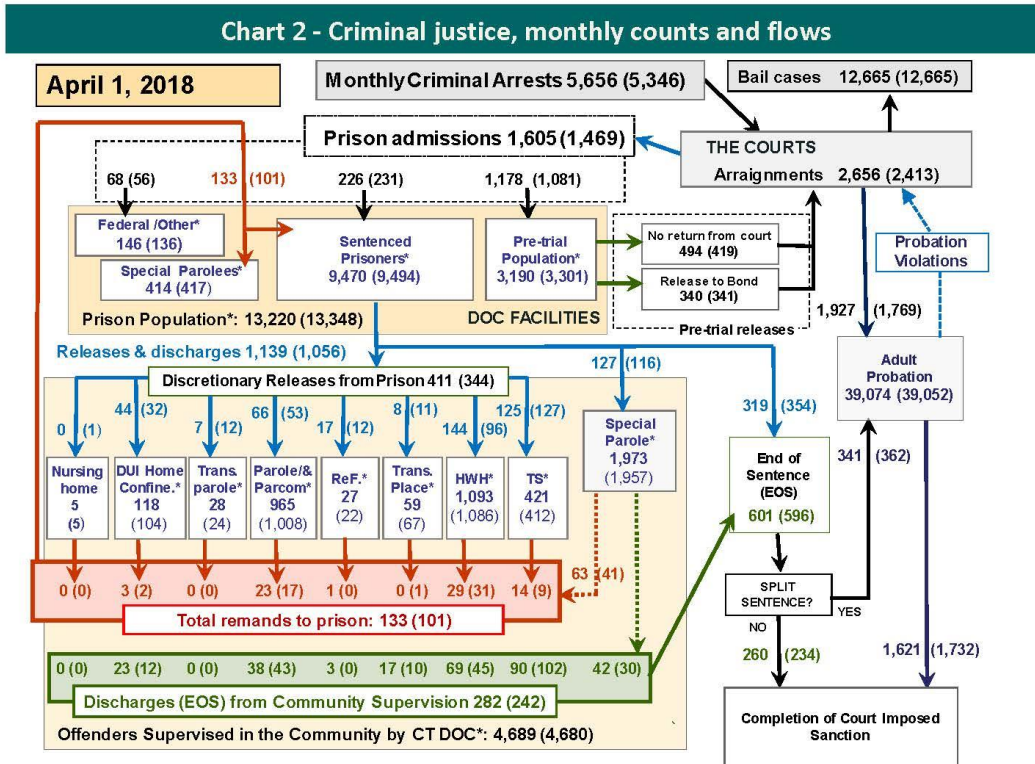 Chart 2 - Criminal justice, monthly counts and flows
April 1, 2018
Monthly Criminal Arrests 5,656 (5,346)
Bail cases 12,665 (12,665)
Prison admissions 1,605 (1,469)
THE COURTS
Arraignments 2,656 (2,413)
68 (56)
133 (101)
226 (231)
1,178 (1,081)
Federal /Other*
146 (136)
Special Parolees*
414 (417)
Sentenced
Prisoners*
9,470 (9,494)
Pre-trial
Population*
3,190 (3,301)
No return from court
494 (419)
Release to Bond
340 (341)
Pre-trial releases
Probation
Violations
Prison Population*: 13,220 (13,348)
DOC FACILITIES
1,927 (1,769)
Releases & discharges 1,139 (1,056)
127 (116)
Discretionary Releases from Prison 411 (344)
Adult
Probation
39,074 (39,052)
0 (1)
44 (32)
7 (12)
66 (53)
17 (12)
8 (11)
144 (96)
125 (127)
319 (354)
341 (362)
Nursing
home
5
(5)
DUI Home
Confine.*
118
(104)
Trans.
parole*
28
(24)
Parole/&
Parcom*
965
(1,008)
ReF.*
27
(22)
Trans.
Place*
59
(67)
HWH*
1,093
(1,086)
TS*
421
(412)
Special
Parole*
1,973
(1,957)
End of
Sentence
(EOS)
601 (596)
0 (0)
3 (2)
0 (0)
23 (17)
1 (0)
0 (1)
29 (31)
14 (9)
63 (41)
Total remands to prison: 133 (101)
SPLIT
SENTENCE?
YES
NO
260 (234)
1,621 (1,732)
0 (0)
23 (12)
0 (0)
38 (43)
3 (0)
17 (10)
69 (45)
90 (102)
42 (30)
Discharges (EOS) from Community Supervision 282 (242)
Offenders Supervised in the Community by CT DOC*: 4,689 (4,680)
Completion of Court Imposed
Sanction